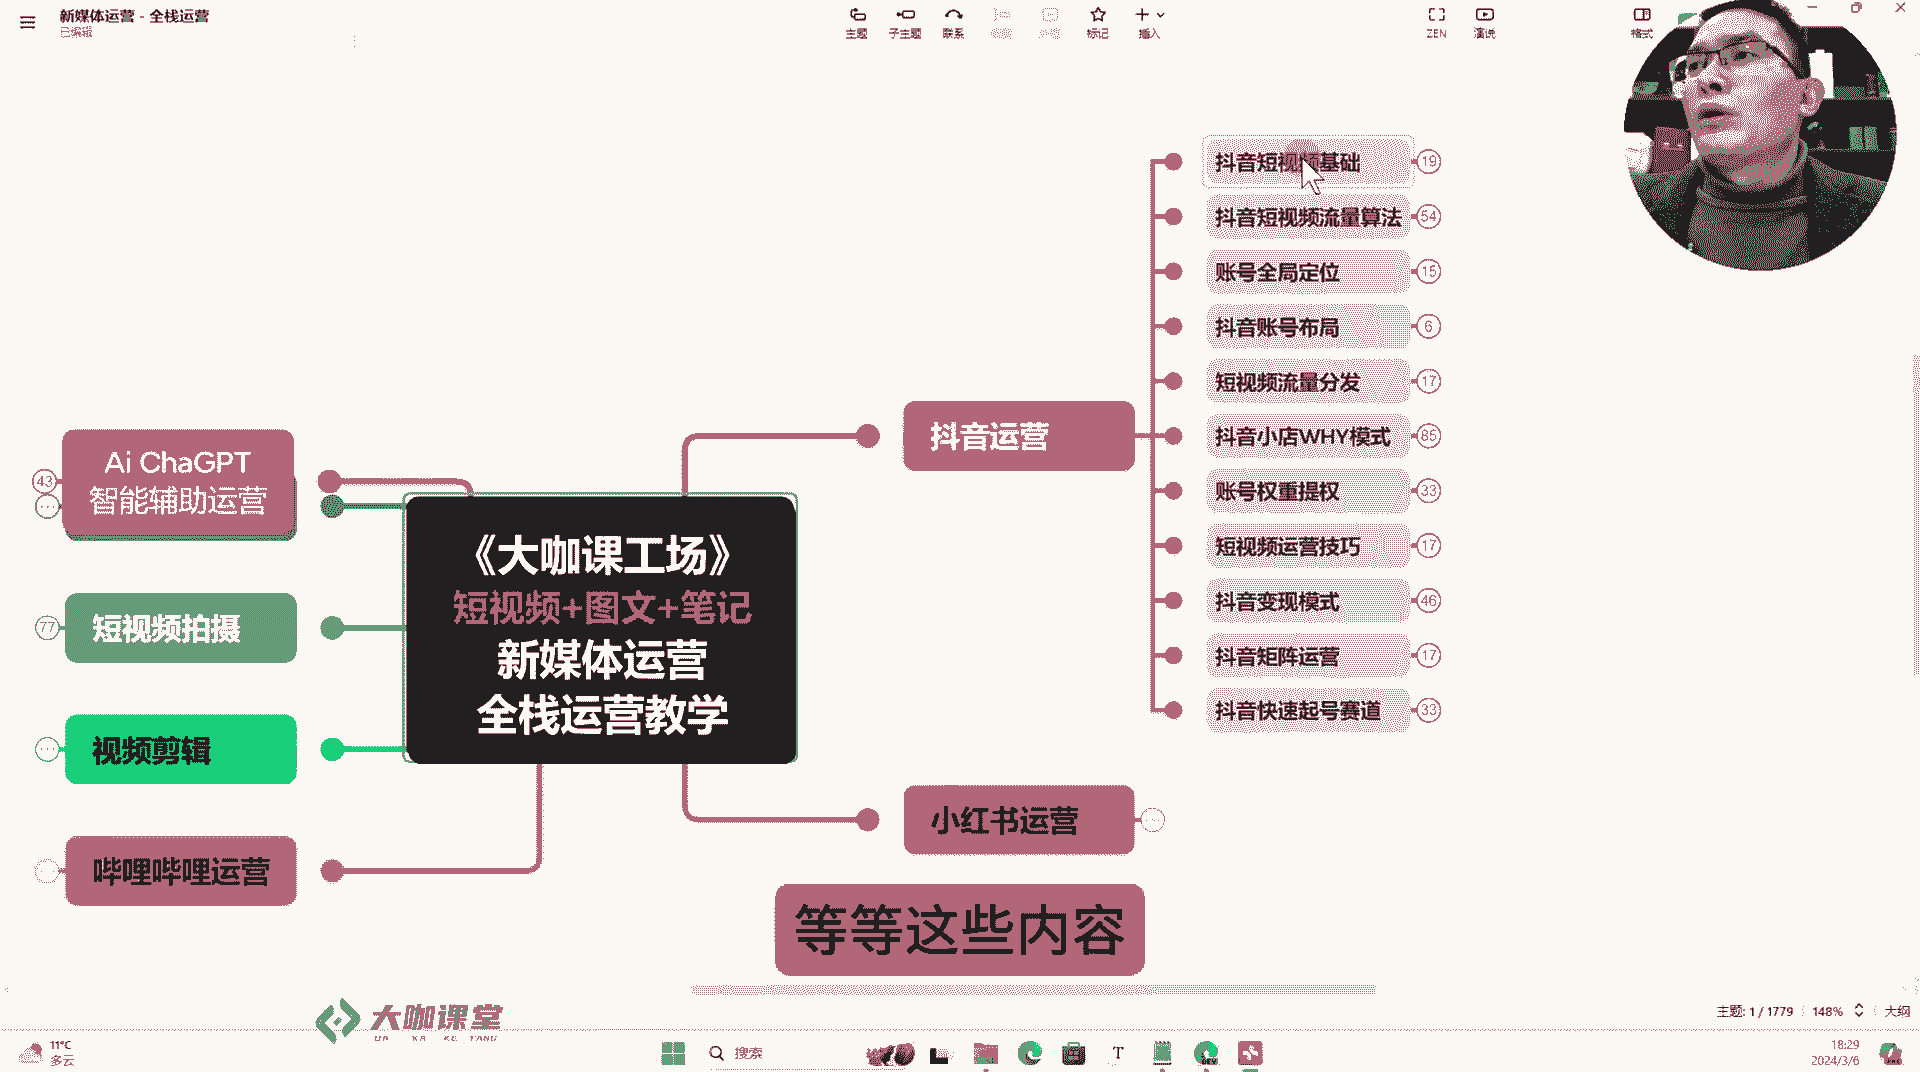 新媒体运营 - 全栈运营
已编辑
主题
子主题
联系
标记
插入
ZEN
演说
格式
抖音短视频基础
19
抖音短视频流量算法
54
账号全局定位
15
抖音账号布局
6
短视频流量分发
17
抖音小店WHY模式
85
账号权重提权
33
短视频运营技巧
17
抖音变现模式
46
抖音矩阵运营
17
抖音快速起号赛道
33
抖音运营
Ai ChaGPT
智能辅助运营
43
短视频拍摄
77
视频剪辑
哔哩哔哩运营
《大咖课工场》
短视频+图文+笔记
新媒体运营
全栈运营教学
小红书运营
等等这些内容
大咖课堂
DA KA KE TANG
主题: 1 / 1779
148%
大纲
11°C
多云
搜索
18:29
2024/3/6